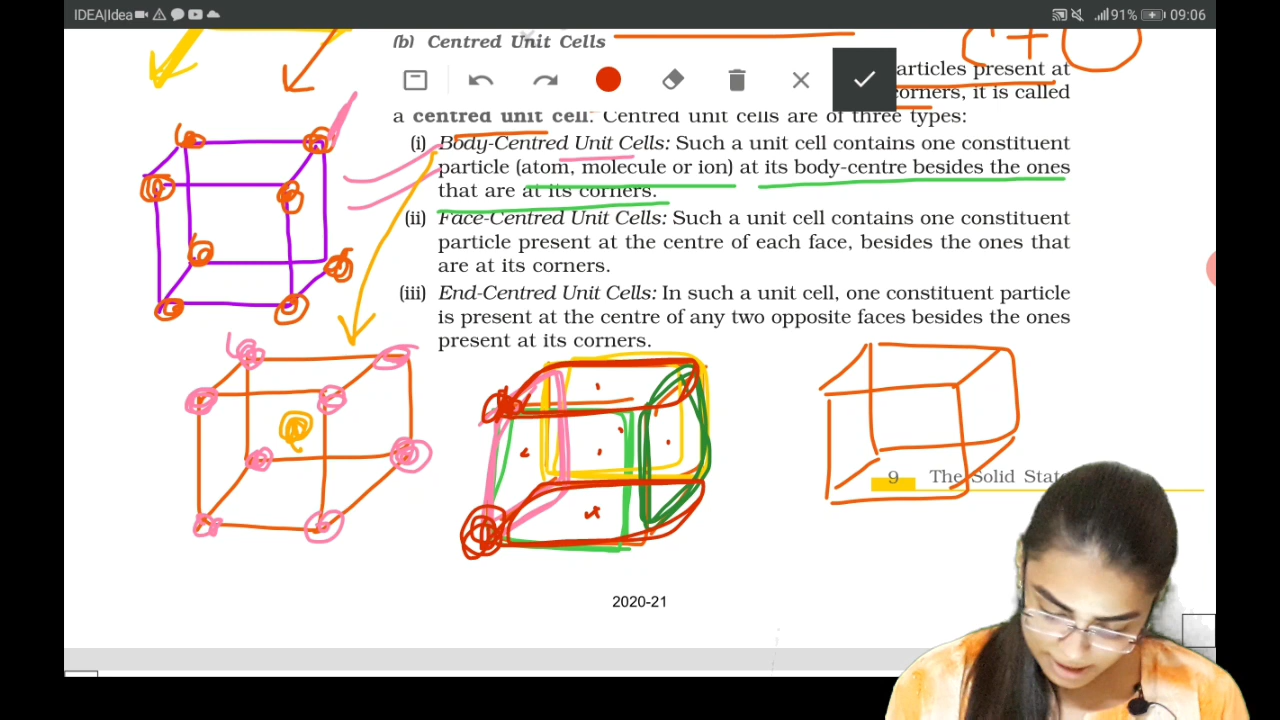 IDEA|Idea 91% 09:06
(b) Centred Unit Cells
articles present at
corners, it is called
a centred unit cell. Centred unit cells are of three types:
(i) Body-Centred Unit Cells: Such a unit cell contains one constituent
particle (atom, molecule or ion) at its body-centre besides the ones
that are at its corners.
(ii) Face-Centred Unit Cells: Such a unit cell contains one constituent
particle present at the centre of each face, besides the ones that
are at its corners.
(iii) End-Centred Unit Cells: In such a unit cell, one constituent particle
is present at the centre of any two opposite faces besides the ones
present at its corners.
9 The Solid Stat
2020-21